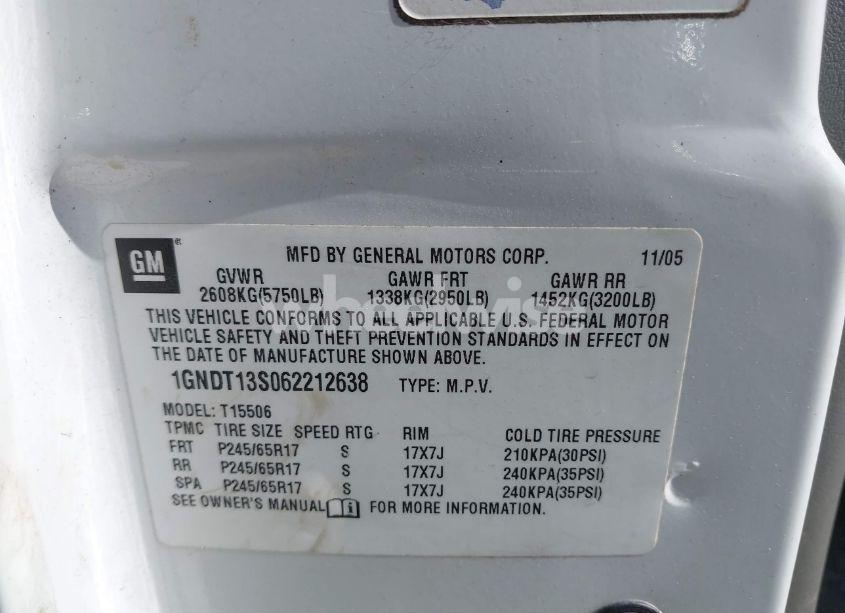 GM ®
MFD BY GENERAL MOTORS CORP. 11/05
GVWR GAWR FRT GAWR RR
2608KG(5750LB) 1338KG(2950LB) 1452KG(3200LB)
THIS VEHICLE CONFORMS TO ALL APPLICABLE U.S. FEDERAL MOTOR
VEHICLE SAFETY AND THEFT PREVENTION STANDARDS IN EFFECT ON
THE DATE OF MANUFACTURE SHOWN ABOVE.
1GNDT13S062212638 TYPE: M.P.V.
MODEL: T15506
TPMC TIRE SIZE SPEED RTG RIM COLD TIRE PRESSURE
FRT P245/65R17 S 17X7J 210KPA(30PSI)
RR P245/65R17 S 17X7J 240KPA(35PSI)
SPA P245/65R17 S 17X7J 240KPA(35PSI)
SEE OWNER'S MANUAL i FOR MORE INFORMATION.